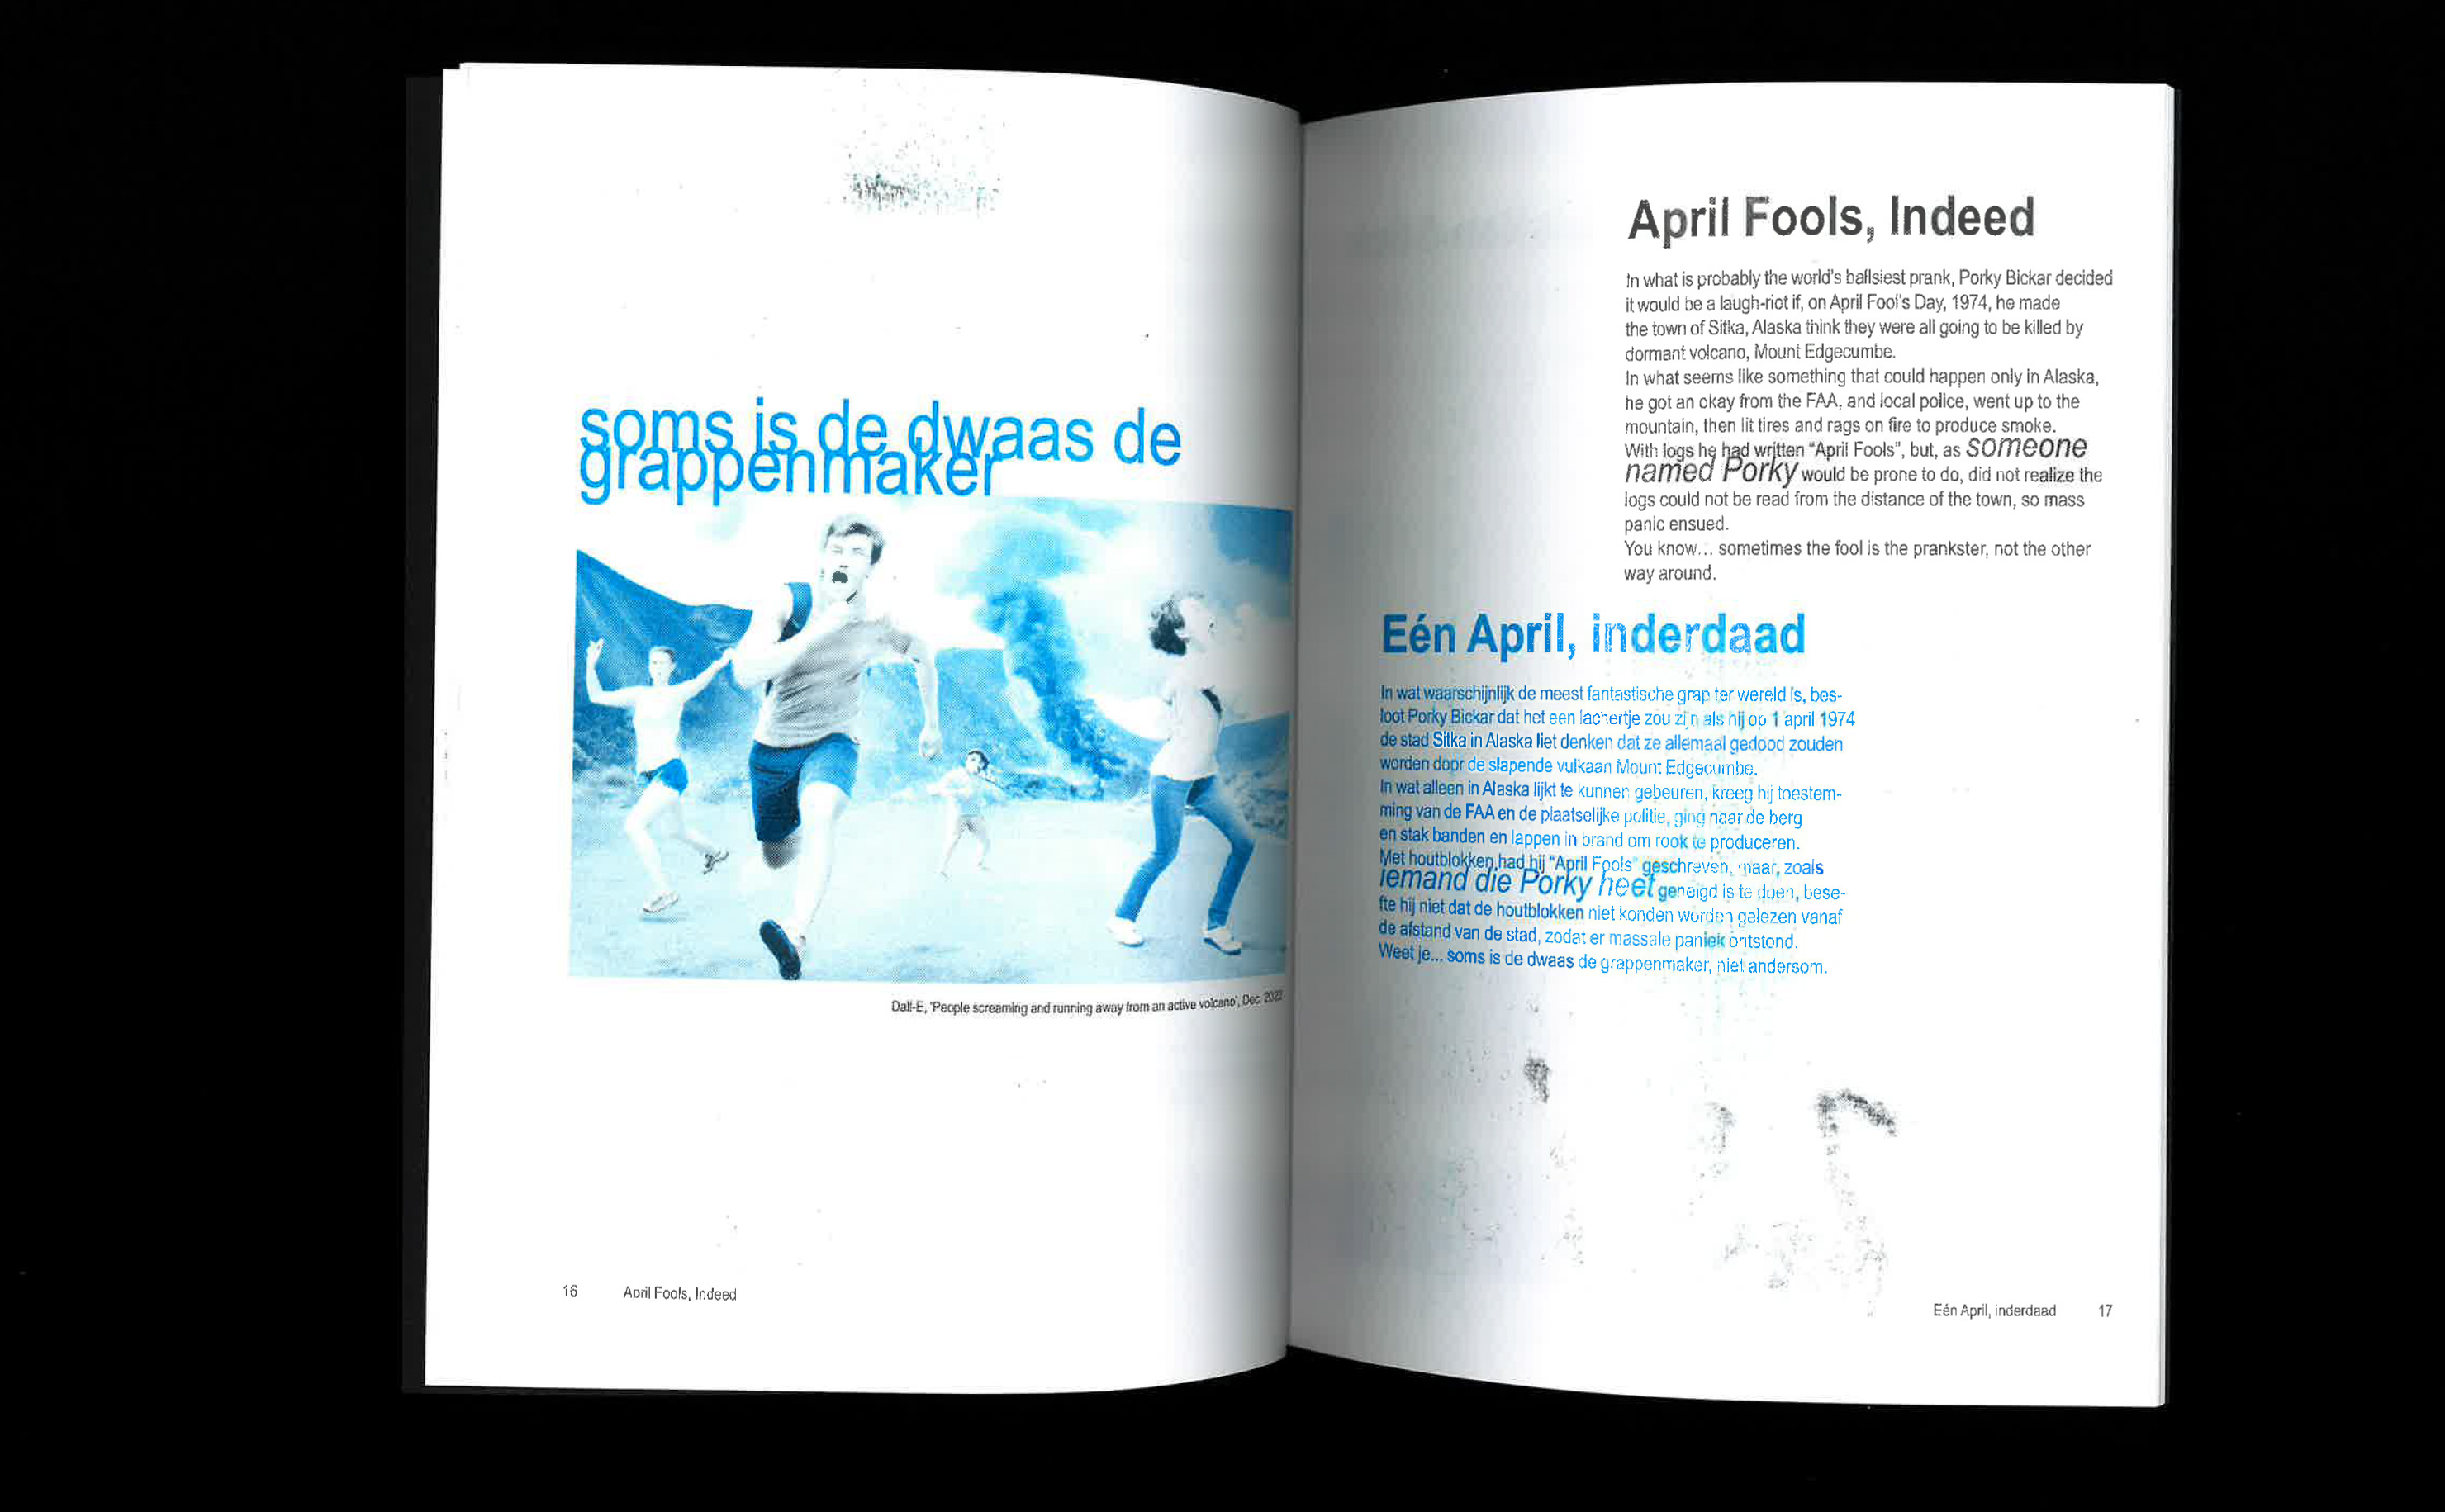 soms is de dwaas de
grappenmaker
Dall-E, 'People screaming and running away from an active volcano', Dec. 2022
16 April Fools, Indeed
April Fools, Indeed
In what is probably the world's ballsiest prank, Porky Bickar decided
it would be a laugh-riot if, on April Fool's Day, 1974, he made
the town of Sitka, Alaska think they were all going to be killed by
dormant volcano, Mount Edgecumbe.
In what seems like something that could happen only in Alaska,
he got an okay from the FAA, and local police, went up to the
mountain, then lit tires and rags on fire to produce smoke.
With logs he had written “April Fools”, but, as someone
named Porky would be prone to do, did not realize the
logs could not be read from the distance of the town, so mass
panic ensued.
You know... sometimes the fool is the prankster, not the other
way around.
Eén April, inderdaad
In wat waarschijnlijk de meest fantastische grap ter wereld is, bes-
loot Porky Bickar dat het een lachertje zou zijn als hij op 1 april 1974
de stad Sitka in Alaska liet denken dat ze allemaal gedood zouden
worden door de slapende vulkaan Mount Edgecumbe.
In wat alleen in Alaska lijkt te kunnen gebeuren, kreeg hij toestem-
ming van de FAA en de plaatselijke politie, ging naar de berg
en stak banden en lappen in brand om rook te produceren.
Met houtblokken had hij “April Fools” geschreven, maar, zoals
iemand die Porky heet geneigd is te doen, bese-
fte hij niet dat de houtblokken niet konden worden gelezen vanaf
de afstand van de stad, zodat er massale paniek ontstond.
Weet je... soms is de dwaas de grappenmaker, niet andersom.
Eén April, inderdaad 17